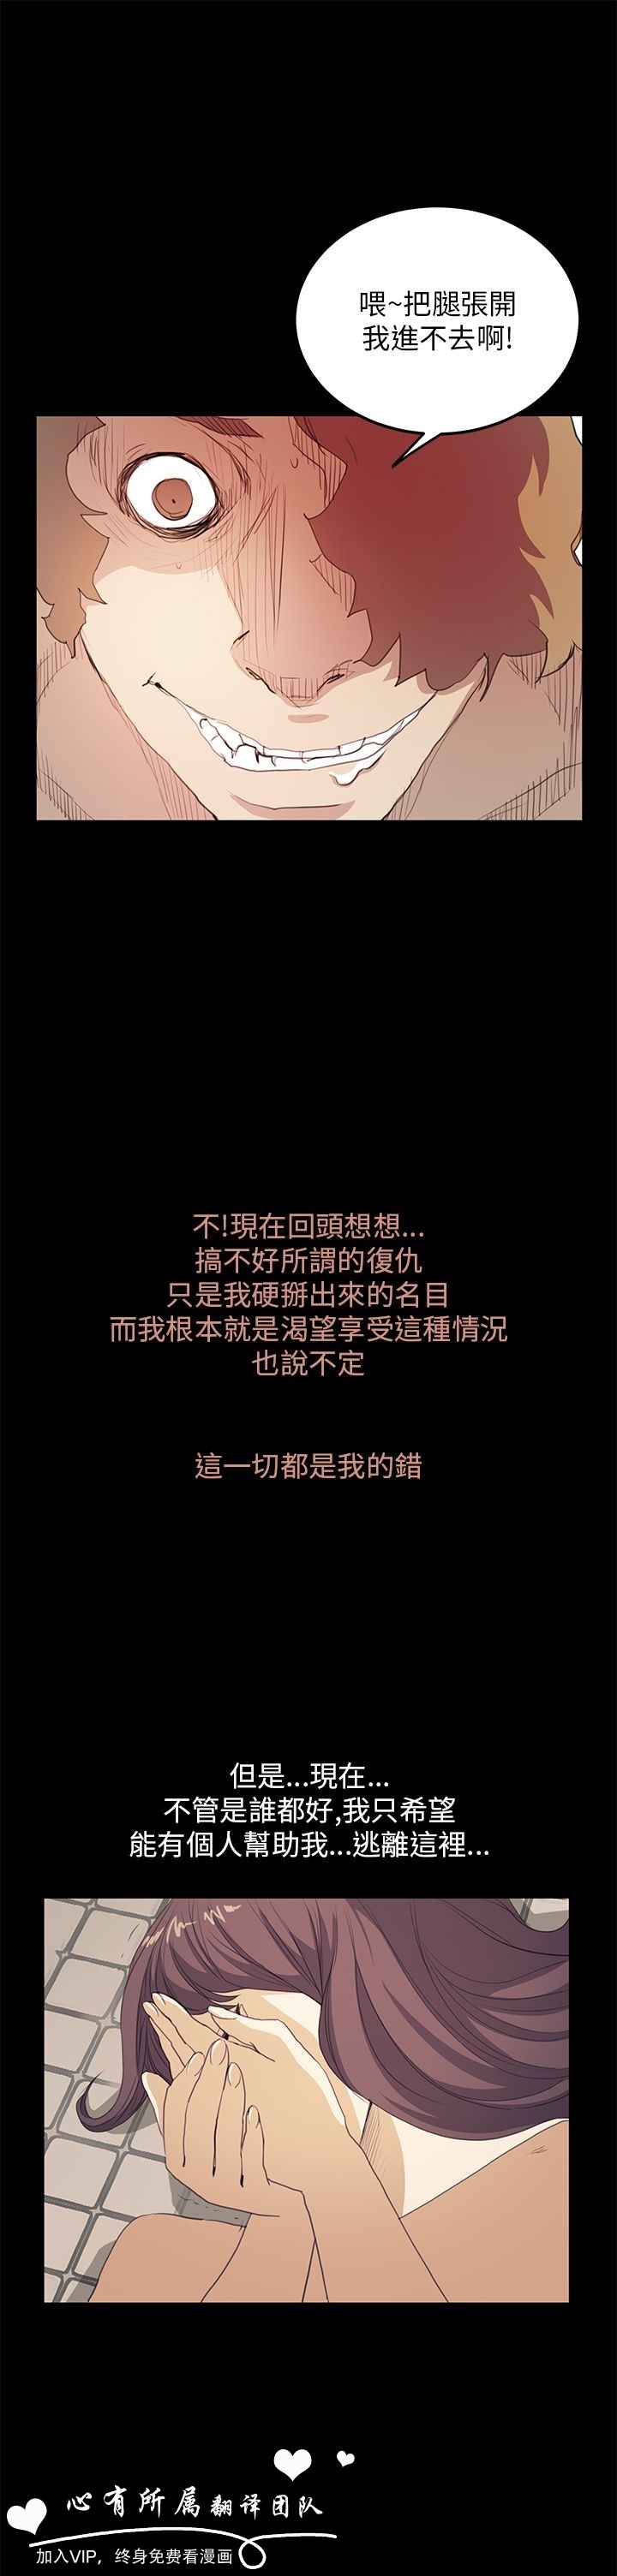 喂~把腿張開
我進不去啊!
不!現在回頭想想...
搞不好所謂的復仇
只是我硬掰出來的名目
而我根本就是渴望享受這種情況
也說不定
這一切都是我的錯
但是...現在...
不管是誰都好,我只希望
能有個人幫助我...逃離這裡...
心有所属翻译团队
加入VIP，终身免费看漫画